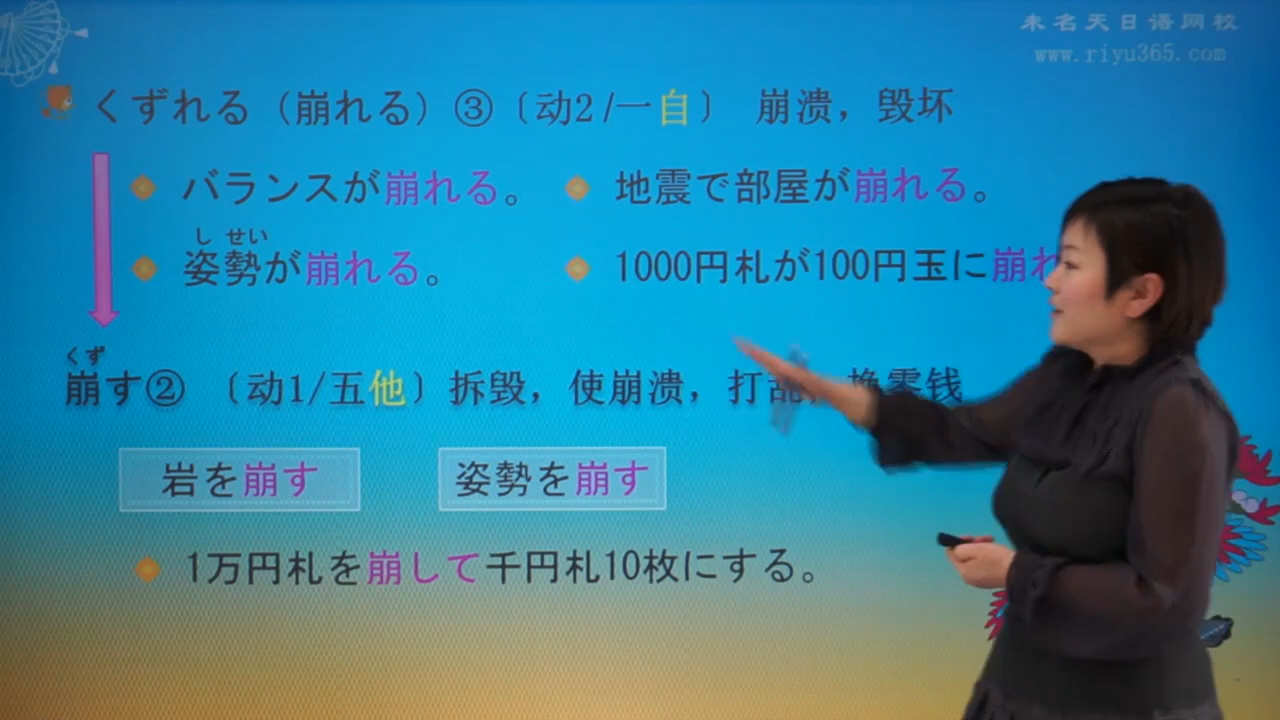 未名天日语网校
www.riyu365.com
くずれる（崩れる）③〔动2/一自〕 崩溃，毁坏
バランスが崩れる。
地震で部屋が崩れる。
しせい
姿勢が崩れる。
1000円札が100円玉に崩れ
くず
崩す② 〔动1/五他〕拆毁，使崩溃，打乱，换零钱
岩を崩す
姿勢を崩す
1万円札を崩して千円札10枚にする。